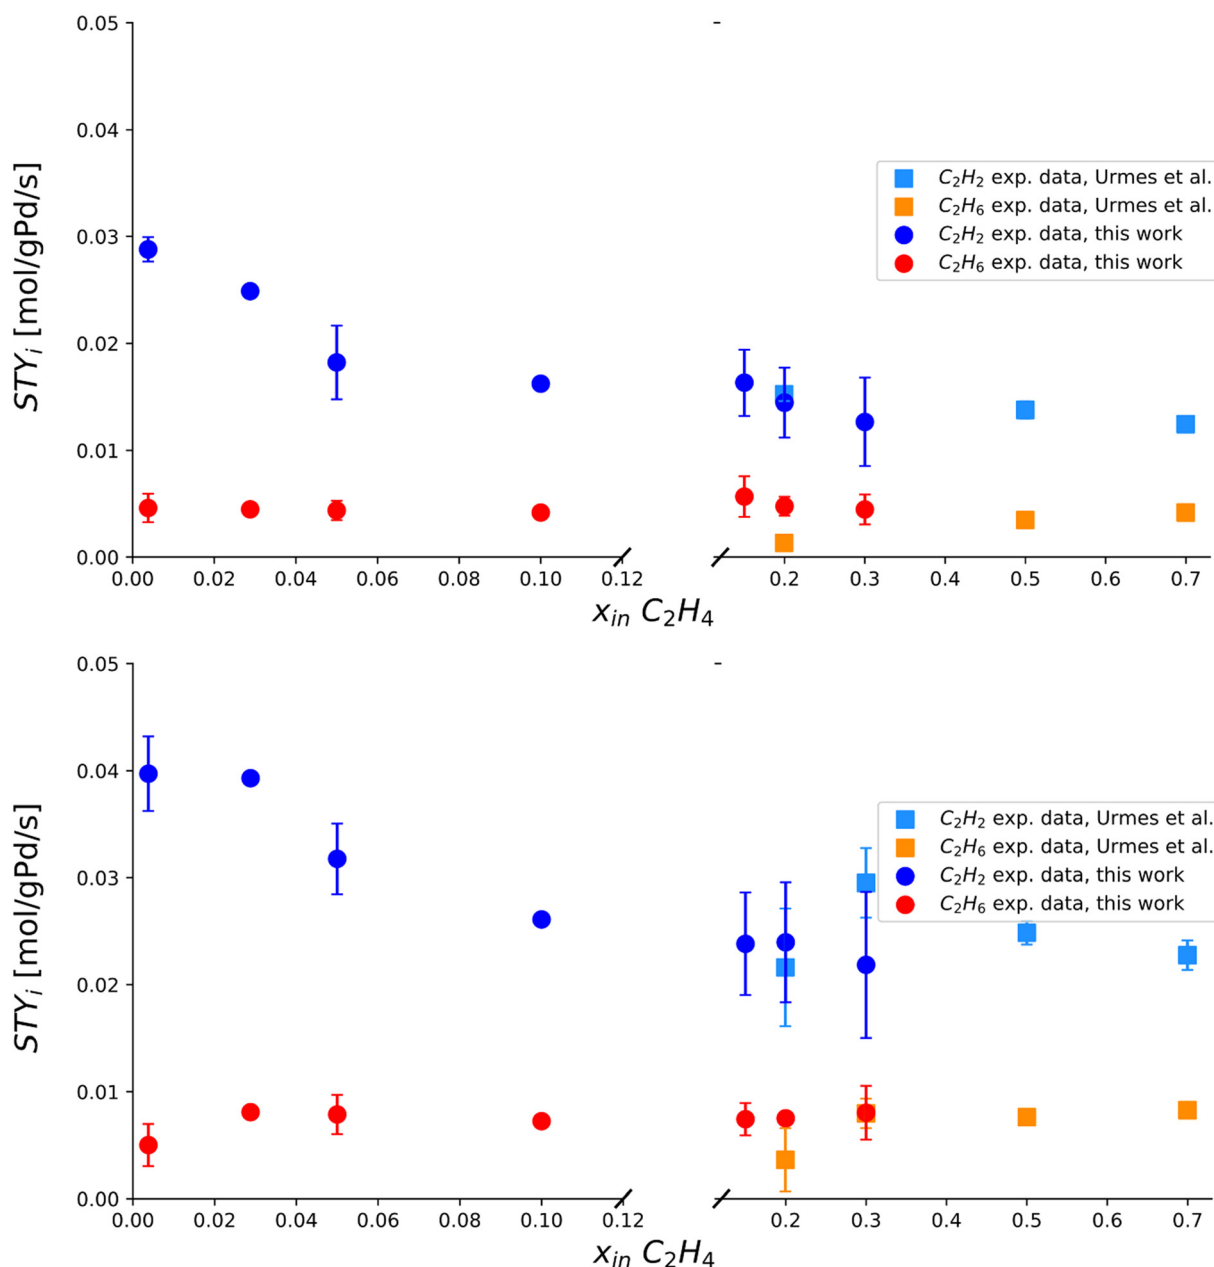 0.05
0.04
0.03
0.02
0.01
0.00
STY_i [mol/gPd/s]
C₂H₂ exp. data, Urmes et al.
C₂H₆ exp. data, Urmes et al.
C₂H₂ exp. data, this work
C₂H₆ exp. data, this work
0.00 0.02 0.04 0.06 0.08 0.10 0.12 0.2 0.3 0.4 0.5 0.6 0.7
x_in C₂H₄
0.05
0.04
0.03
0.02
0.01
0.00
STY_i [mol/gPd/s]
C₂H₂ exp. data, Urmes et al.
C₂H₆ exp. data, Urmes et al.
C₂H₂ exp. data, this work
C₂H₆ exp. data, this work
0.00 0.02 0.04 0.06 0.08 0.10 0.12 0.2 0.3 0.4 0.5 0.6 0.7
x_in C₂H₄